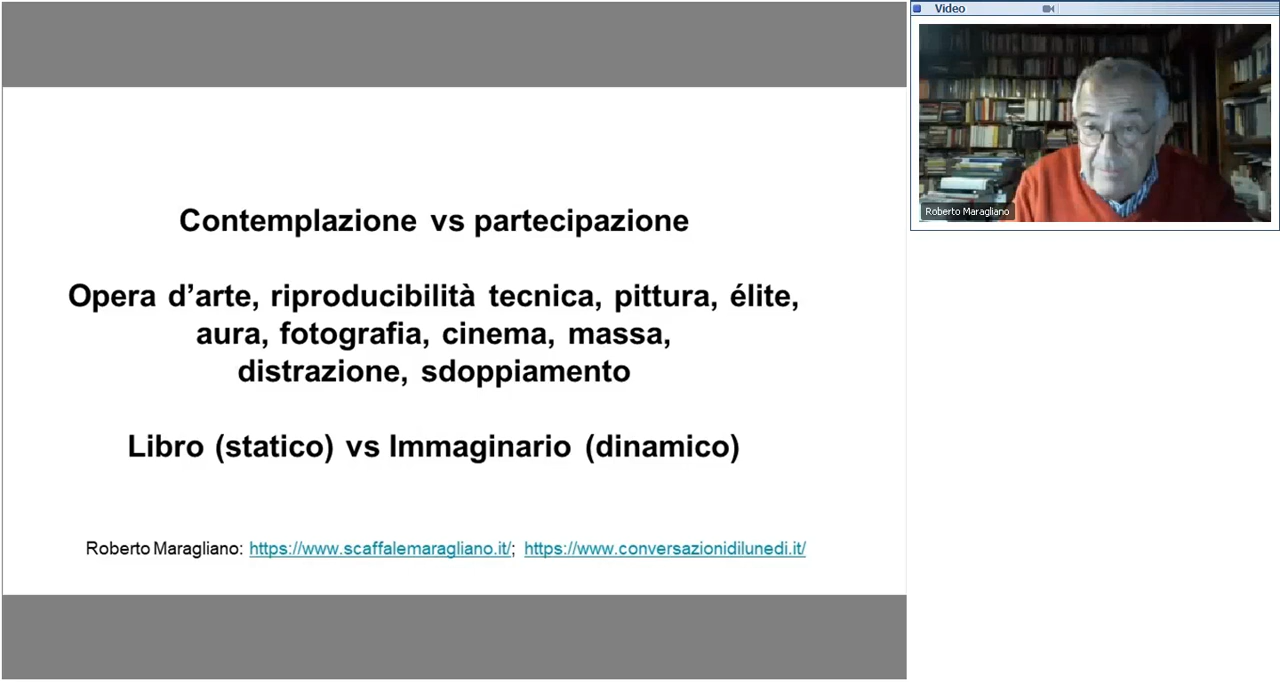 Contemplazione vs partecipazione
Opera d’arte, riproducibilità tecnica, pittura, élite,
aura, fotografia, cinema, massa,
distrazione, sdoppiamento
Libro (statico) vs Immaginario (dinamico)
Roberto Maragliano: https://www.scaffalemaragliano.it/; https://www.conversazionidilunedi.it/
Video
Roberto Maragliano